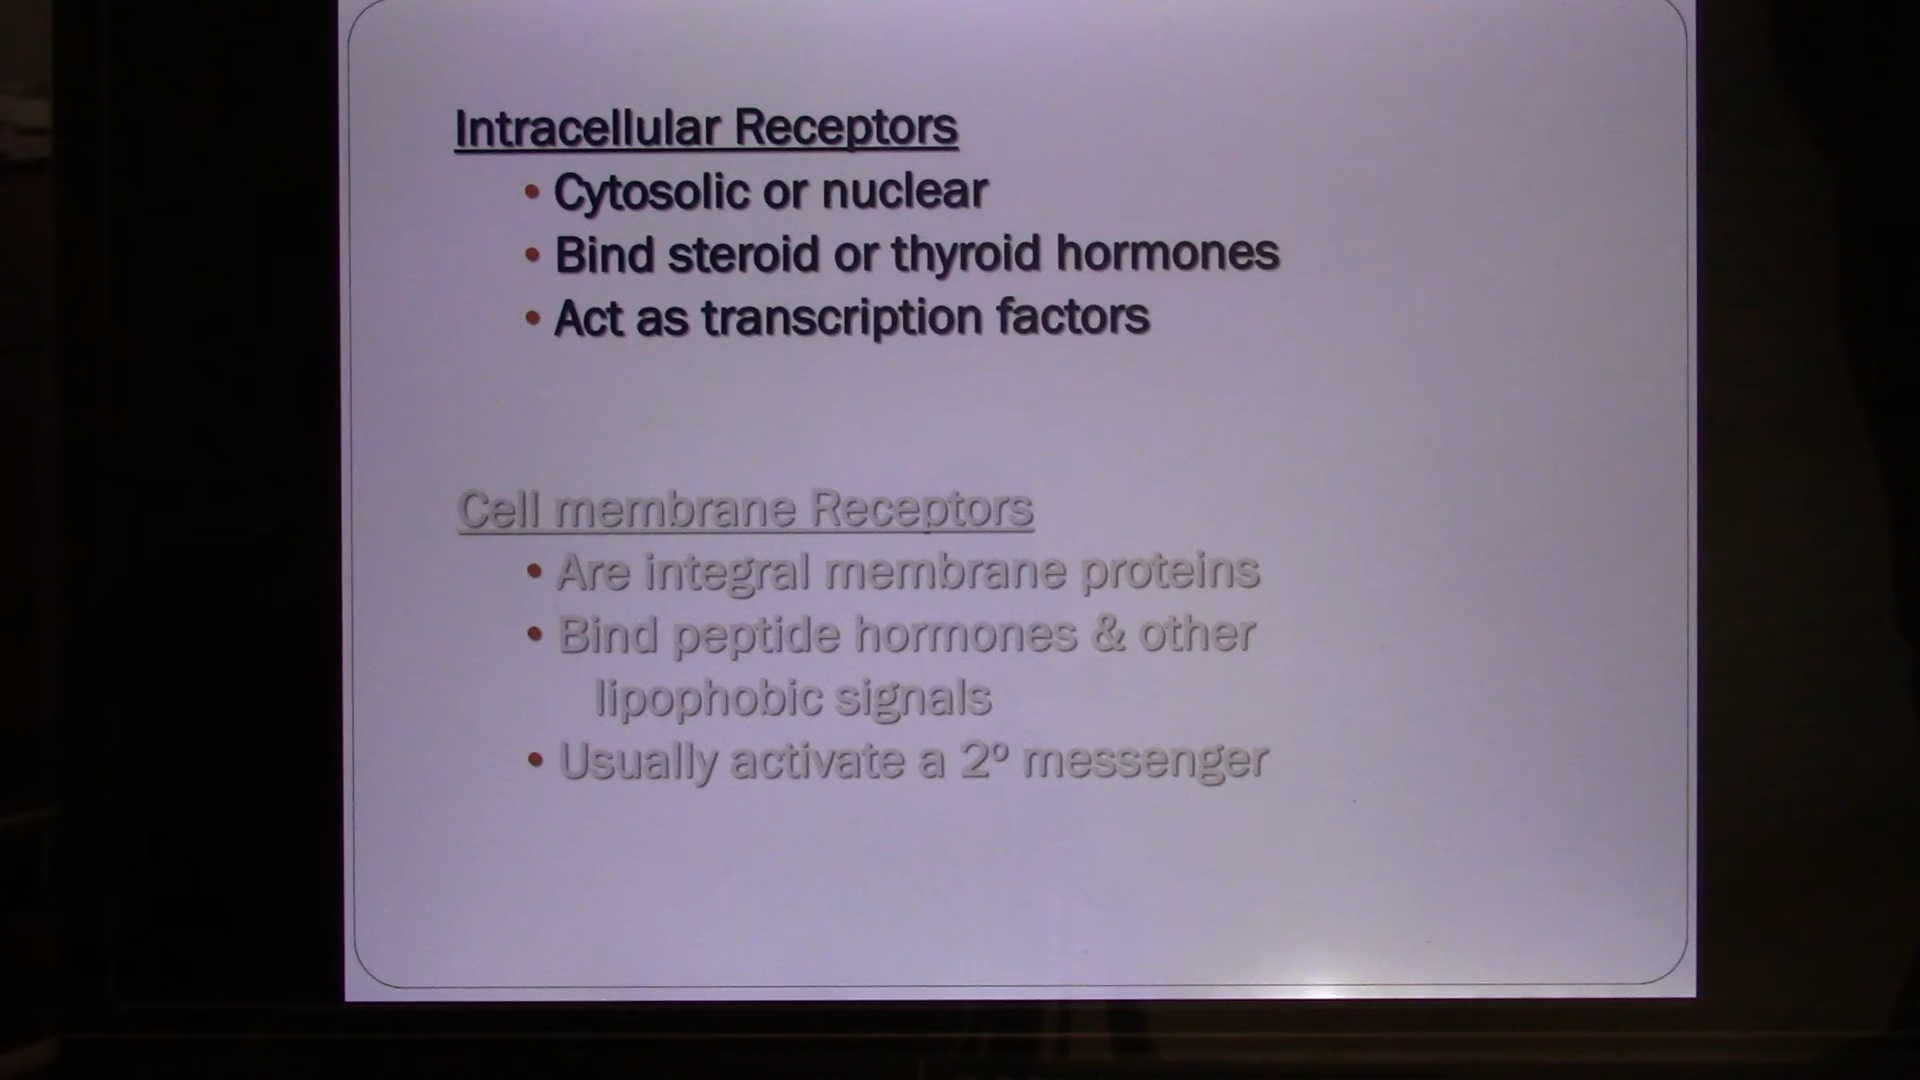 Intracellular Receptors
• Cytosolic or nuclear
• Bind steroid or thyroid hormones
• Act as transcription factors
Cell membrane Receptors
• Are integral membrane proteins
• Bind peptide hormones & other
lipophobic signals
• Usually activate a 2º messenger